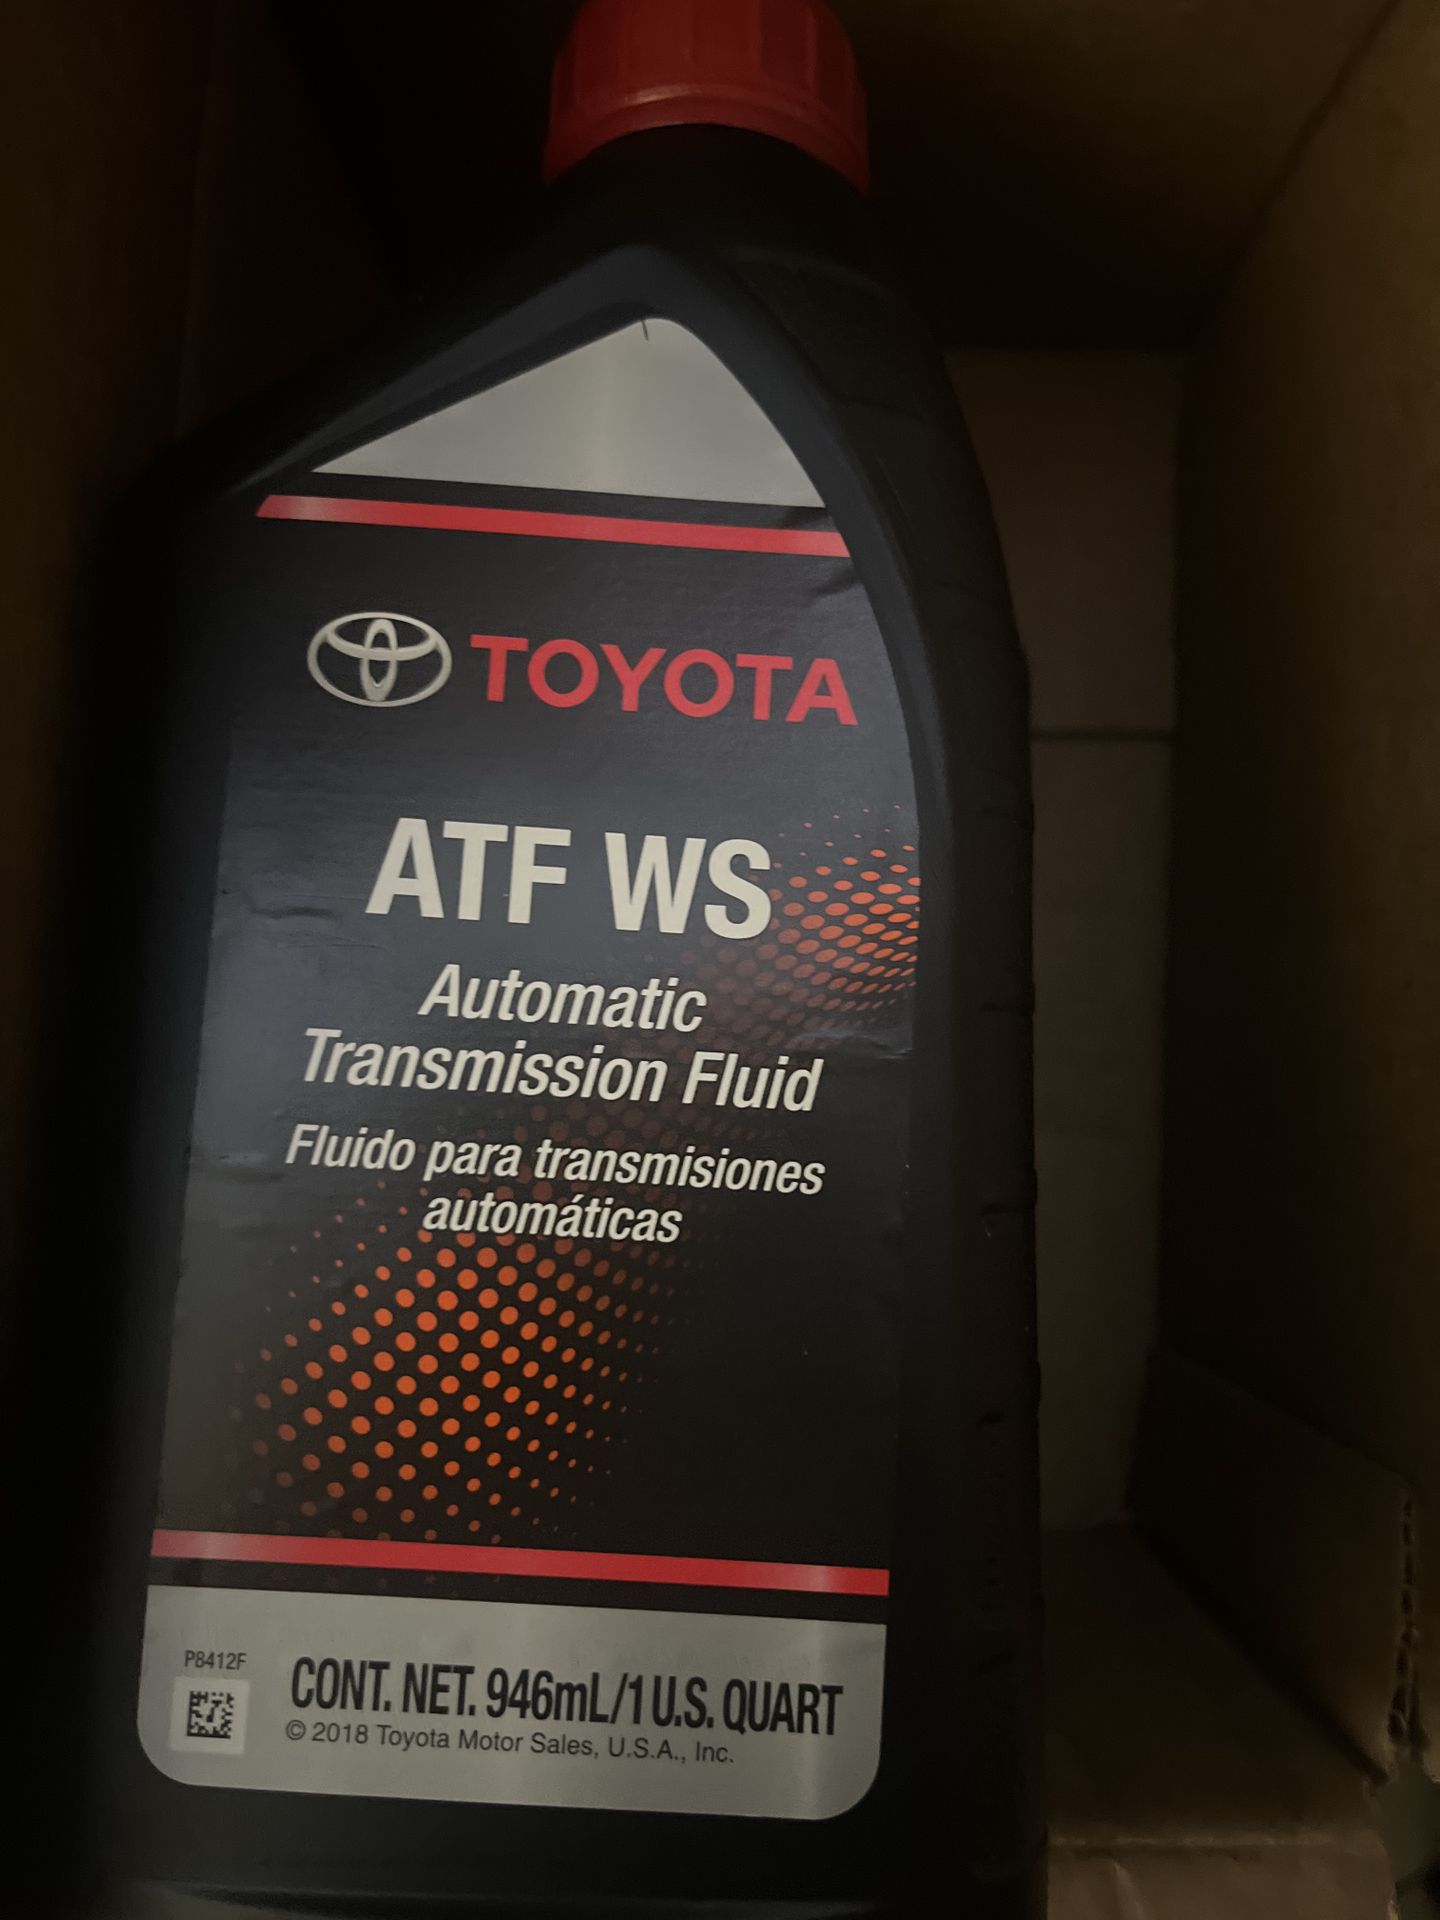 TOYOTA
ATF WS
Automatic
Transmission Fluid
Fluido para transmisiones
automáticas
P8412F
CONT. NET. 946mL/1 U.S. QUART
© 2018 Toyota Motor Sales, U.S.A., Inc.